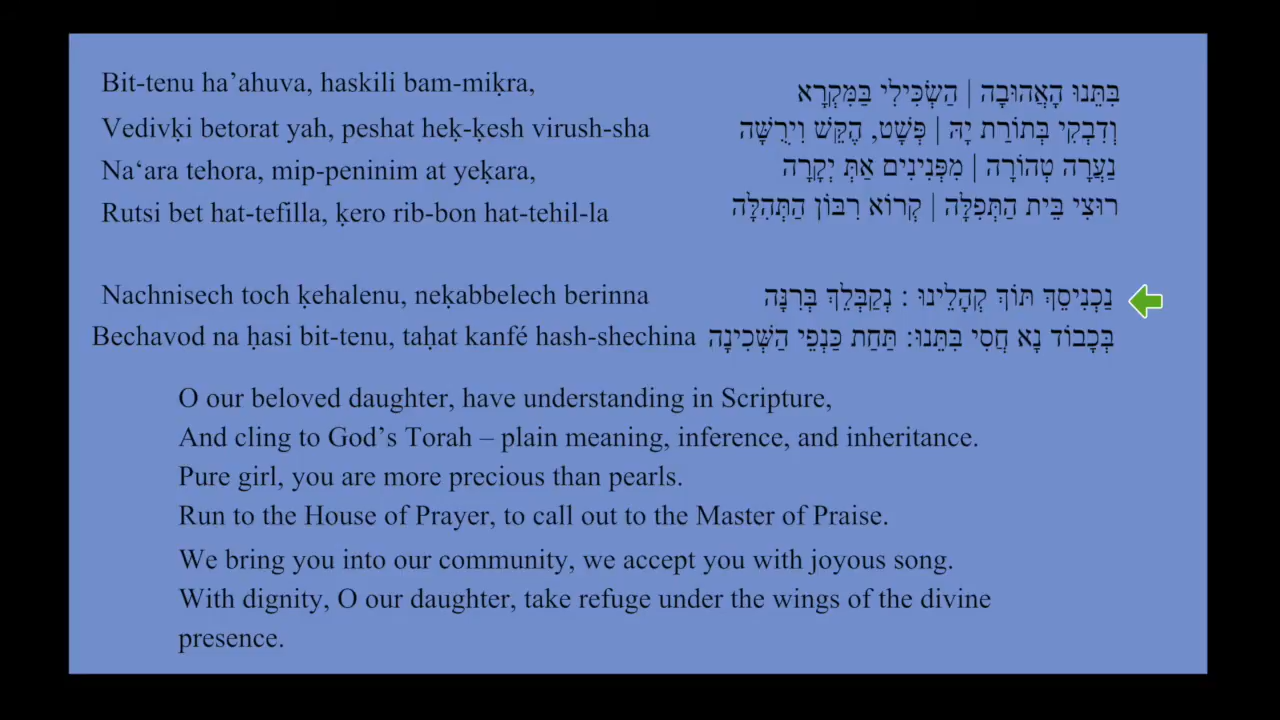 Bit-tenu ha’ahuva, haskili bam-miḳra,
בִּתֵּנוּ הָאֲהוּבָה | הַשְׂכִּילִי בַּמִּקְרָא
Vedivḳi betorat yah, peshat heḳ-ḳesh virush-sha
וְדִבְקִי בְּתוֹרַת יָהּ | פְּשָׁט, הֶקֵּשׁ וִירֻשָּׁה
Na‘ara tehora, mip-peninim at yeḳara,
נַעֲרָה טְהוֹרָה | מִפְּנִינִים אַתְּ יְקָרָה
Rutsi bet hat-tefilla, ḳero rib-bon hat-tehil-la
רוּצִי בֵּית הַתְּפִלָּה | קְרוֹא רִבּוֹן הַתְּהִלָּה
Nachnisech toch ḳehalenu, neḳabbelech berinna
נַכְנִיסֵךְ תּוֹךְ קְהָלֵינוּ : נְקַבְּלֵךְ בְּרִנָּה
Bechavod na ḥasi bit-tenu, taḥat kanfé hash-shechina
בְּכָבוֹד נָא חֲסִי בִּתֵּנוּ: תַּחַת כַּנְפֵי הַשְּׁכִינָה
O our beloved daughter, have understanding in Scripture,
And cling to God’s Torah – plain meaning, inference, and inheritance.
Pure girl, you are more precious than pearls.
Run to the House of Prayer, to call out to the Master of Praise.
We bring you into our community, we accept you with joyous song.
With dignity, O our daughter, take refuge under the wings of the divine
presence.